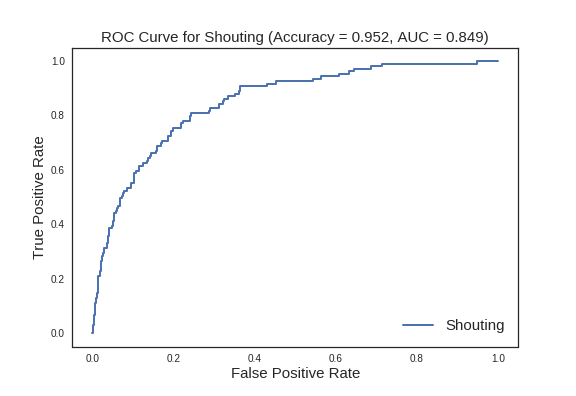 ROC Curve for Shouting (Accuracy = 0.952, AUC = 0.849)
1.0
0.8
0.6
0.4
0.2
0.0
True Positive Rate
Shouting
0.0 0.2 0.4 0.6 0.8 1.0
False Positive Rate